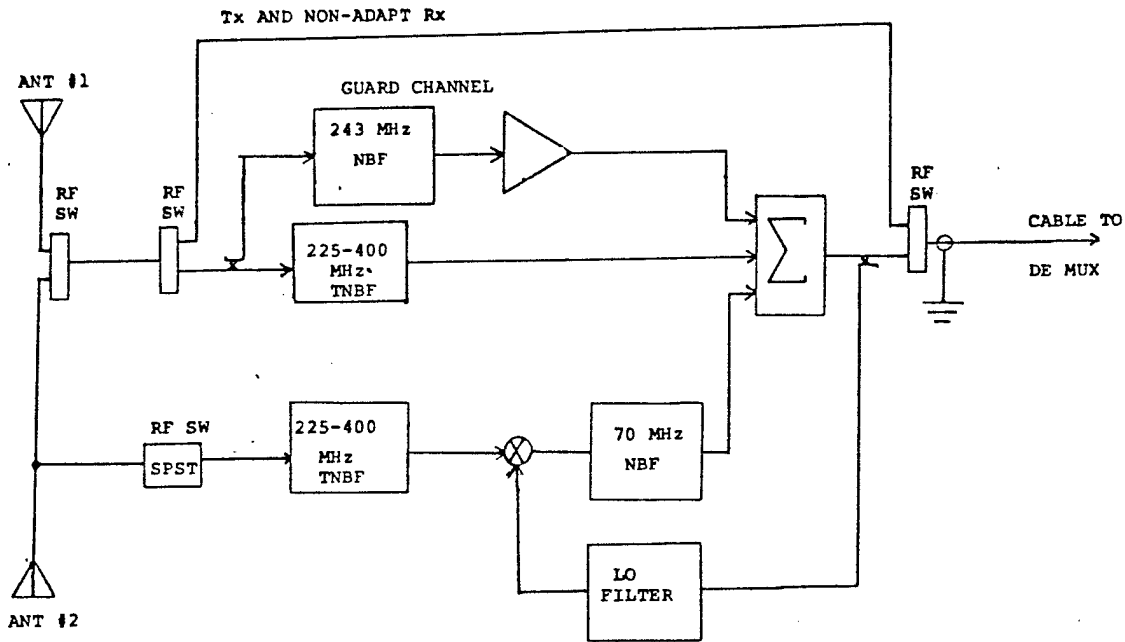 Tx AND NON-ADAPT Rx
ANT #1
GUARD CHANNEL
243 MHz
NBF
RF
SW
RF
SW
RF
SW
225-400
MHz
TNBF
Σ
CABLE TO
DE MUX
RF SW
SPST
225-400
MHz
TNBF
70 MHz
NBF
LO
FILTER
ANT #2